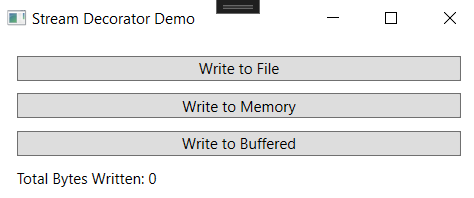 Stream Decorator Demo
Write to File
Write to Memory
Write to Buffered
Total Bytes Written: 0